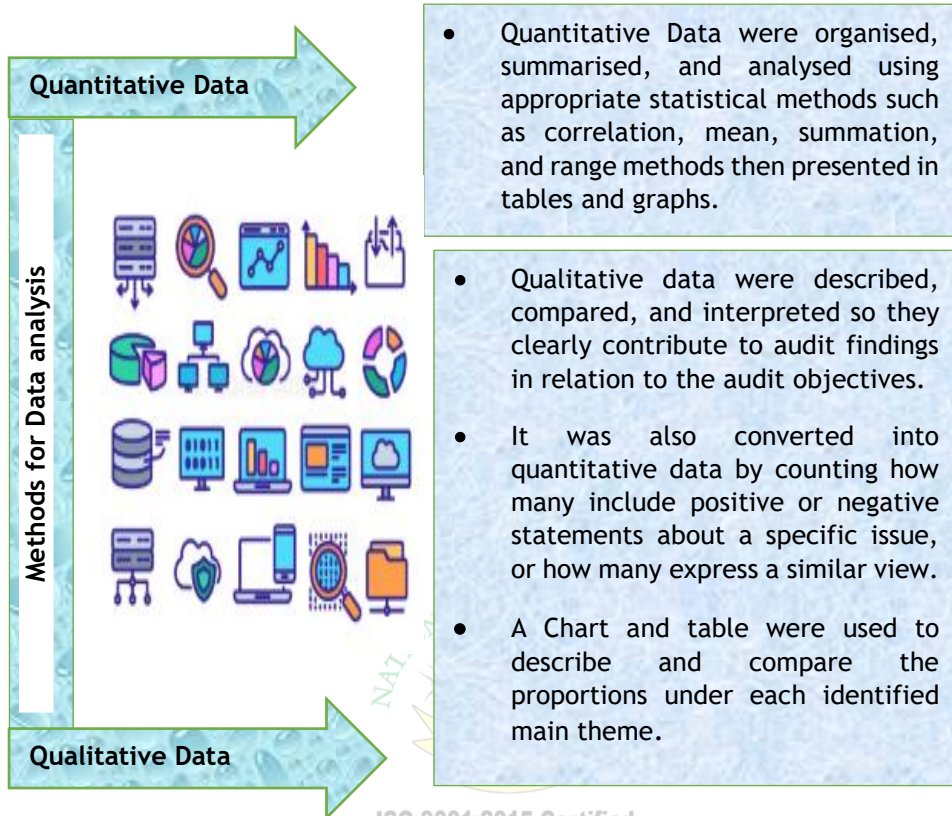 Quantitative Data
Quantitative Data were organised,
summarised, and analysed using
appropriate statistical methods such
as correlation, mean, summation,
and range methods then presented in
tables and graphs.
Methods for Data analysis
01011
00011
Qualitative data were described,
compared, and interpreted so they
clearly contribute to audit findings
in relation to the audit objectives.
It was also converted into
quantitative data by counting how
many include positive or negative
statements about a specific issue,
or how many express a similar view.
A Chart and table were used to
describe and compare the
proportions under each identified
main theme.
Qualitative Data
NAT